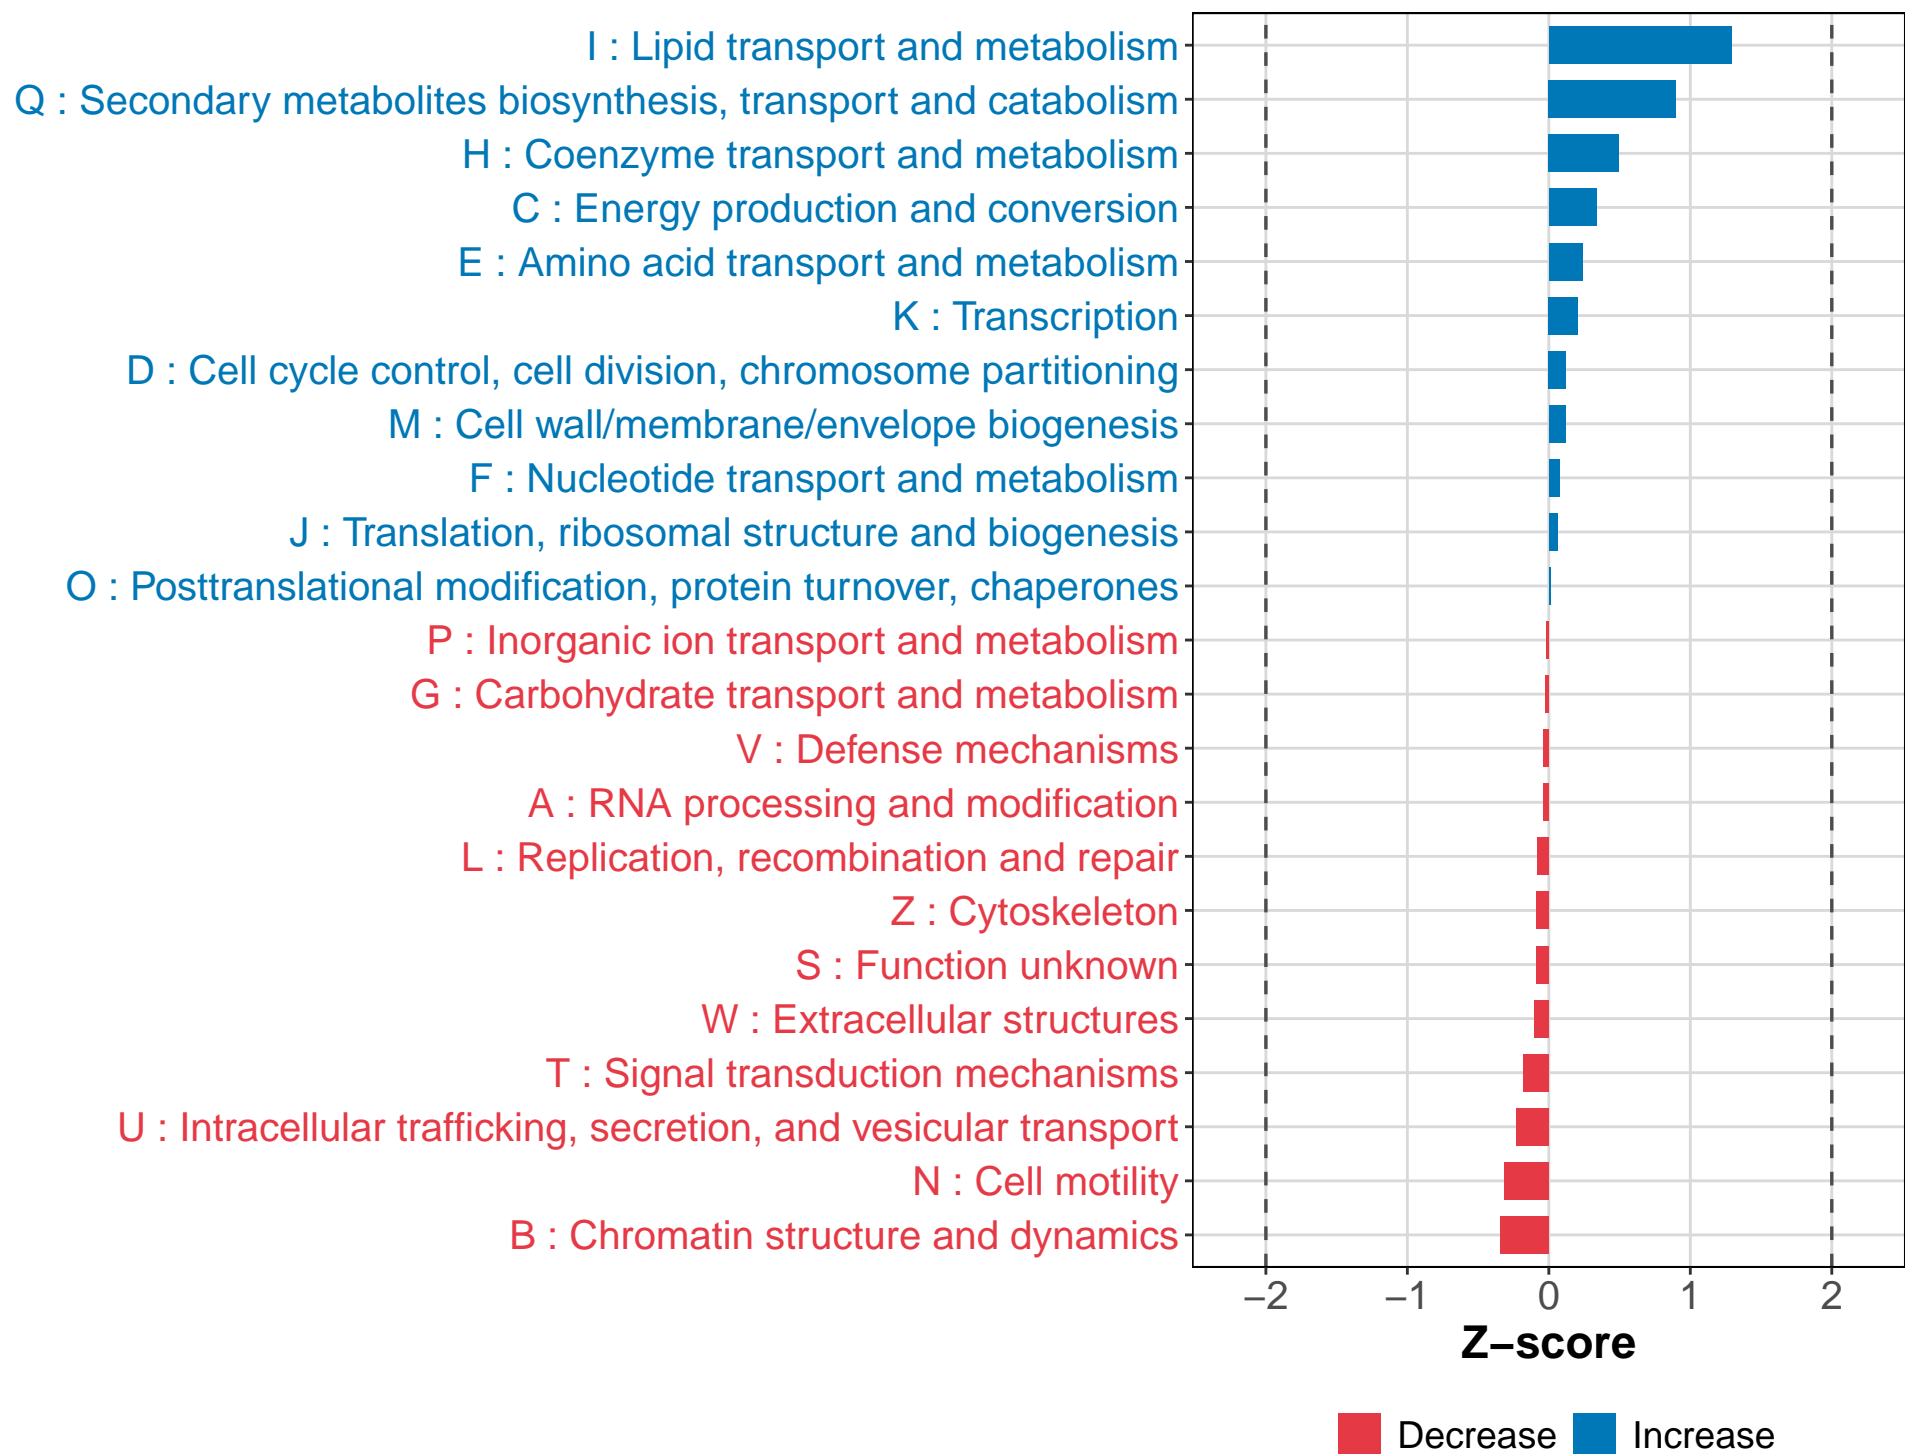 I : Lipid transport and metabolism
Q : Secondary metabolites biosynthesis, transport and catabolism
H : Coenzyme transport and metabolism
C : Energy production and conversion
E : Amino acid transport and metabolism
K : Transcription
D : Cell cycle control, cell division, chromosome partitioning
M : Cell wall/membrane/envelope biogenesis
F : Nucleotide transport and metabolism
J : Translation, ribosomal structure and biogenesis
O : Posttranslational modification, protein turnover, chaperones
P : Inorganic ion transport and metabolism
G : Carbohydrate transport and metabolism
V : Defense mechanisms
A : RNA processing and modification
L : Replication, recombination and repair
Z : Cytoskeleton
S : Function unknown
W : Extracellular structures
T : Signal transduction mechanisms
U : Intracellular trafficking, secretion, and vesicular transport
N : Cell motility
B : Chromatin structure and dynamics
−2 −1 0 1 2
Z−score
Decrease Increase